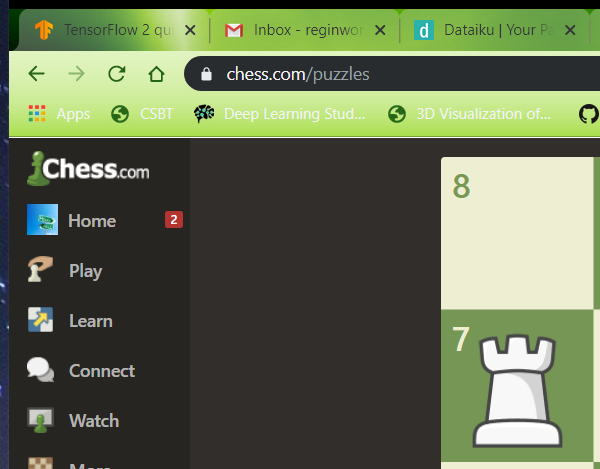 TensorFlow 2 qui
Inbox - reginwor
Dataiku | Your Pa
chess.com/puzzles
Apps
CSBT
Deep Learning Stud...
3D Visualization of...
Chess.com
Home
2
Play
Learn
Connect
Watch
More
8
7